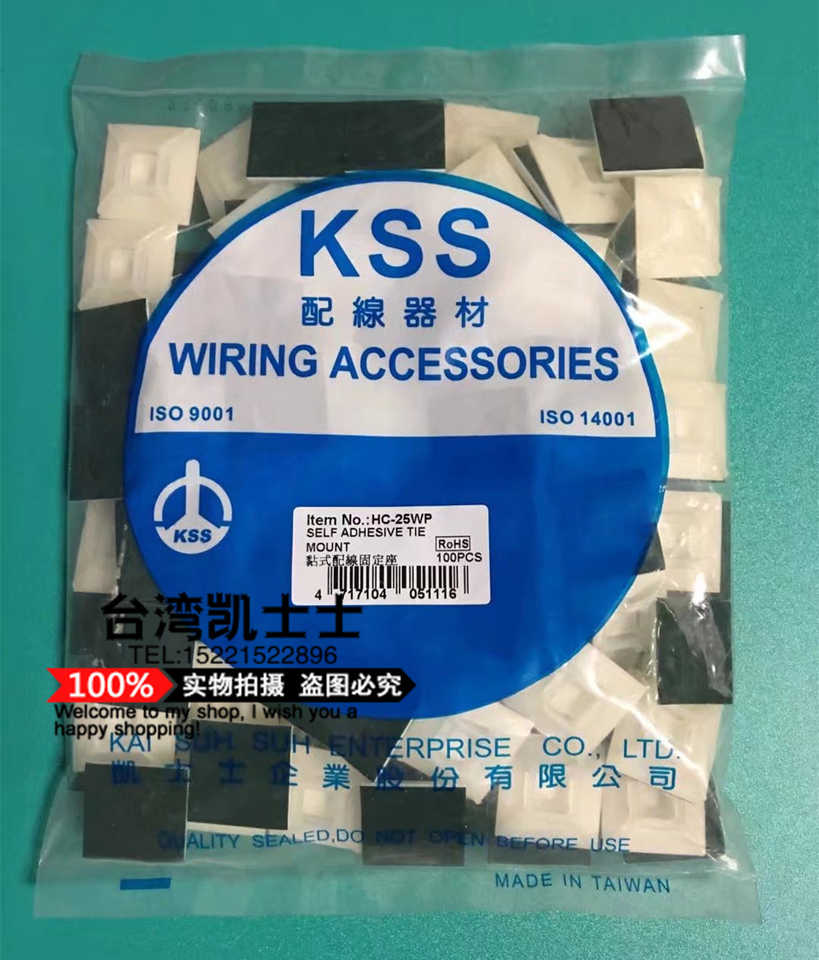 KSS
配線器材
WIRING ACCESSORIES
ISO 9001
ISO 14001
KSS
Item No.:HC-25WP
SELF ADHESIVE TIE
MOUNT
RoHS
黏式配線固定座
100PCS
4 717104 051116
台湾凯士士
TEL:15221522896
100% 实物拍摄 盗图必究
Welcome to my shop, I wish you a
happy shopping!
KAI SUH SUH ENTERPRISE CO., LTD.
凱士士企業股份有限公司
QUALITY SEALED,DO NOT OPEN BEFORE USE
MADE IN TAIWAN